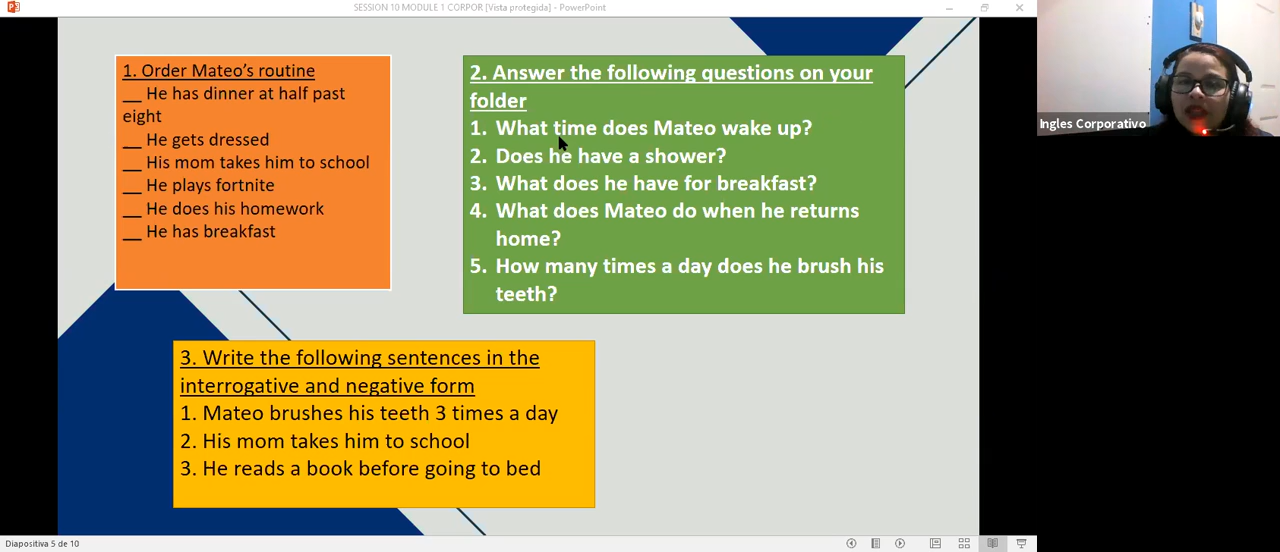 SESSION 10 MODULE 1 CORPOR [Vista protegida] - PowerPoint
1. Order Mateo's routine
__ He has dinner at half past
eight
__ He gets dressed
__ His mom takes him to school
__ He plays fortnite
__ He does his homework
__ He has breakfast
2. Answer the following questions on your
folder
1. What time does Mateo wake up?
2. Does he have a shower?
3. What does he have for breakfast?
4. What does Mateo do when he returns
home?
5. How many times a day does he brush his
teeth?
3. Write the following sentences in the
interrogative and negative form
1. Mateo brushes his teeth 3 times a day
2. His mom takes him to school
3. He reads a book before going to bed
Ingles Corporativo
Diapositiva 5 de 10